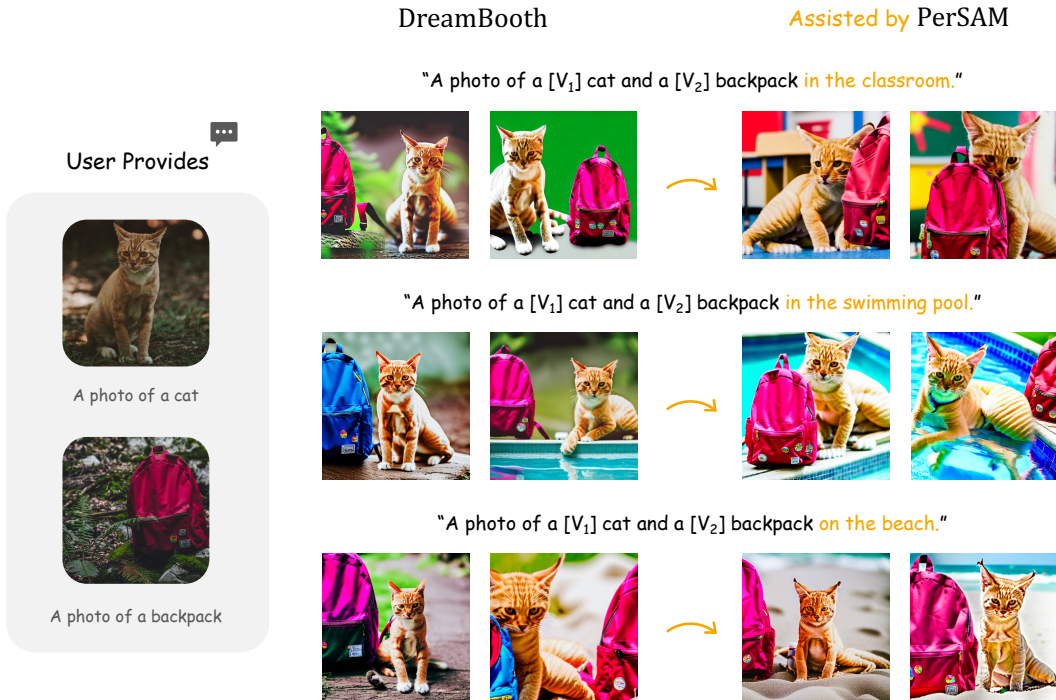 DreamBooth
Assisted by PerSAM
“A photo of a [V₁] cat and a [V₂] backpack in the classroom.”
User Provides
A photo of a cat
A photo of a backpack
“A photo of a [V₁] cat and a [V₂] backpack in the swimming pool.”
“A photo of a [V₁] cat and a [V₂] backpack on the beach.”